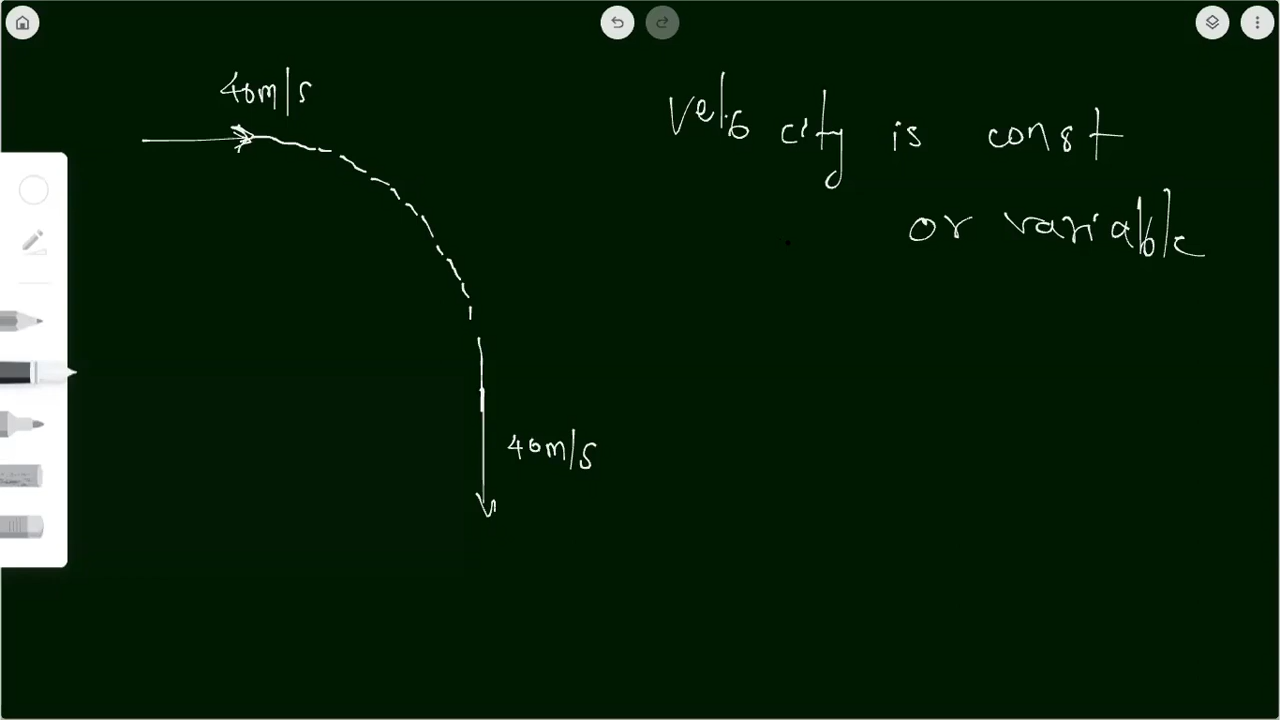 40m/s
velocity is const
or variable
40m/s